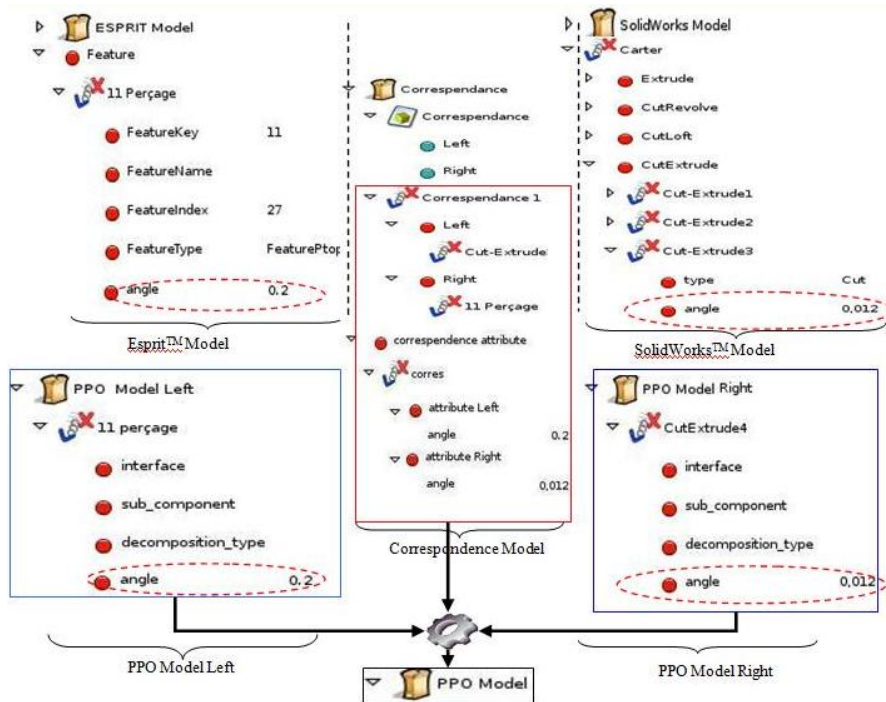 ESPRIT Model
Feature
11 Perçage
FeatureKey 11
FeatureName
FeatureIndex 27
FeatureType FeaturePtop
angle 0.2
Esprit™ Model
Correspendance
Correspendance
Left
Right
Correspondance 1
Left
Cut-Extrude
Right
11 Perçage
correspondence attribute
corres
attribute Left
angle 0.2
attribute Right
angle 0,012
Correspondence Model
SolidWorks Model
Carter
Extrude
CutRevolve
CutLoft
CutExtrude
Cut-Extrude1
Cut-Extrude2
Cut-Extrude3
type Cut
angle 0,012
SolidWorks™ Model
PPO Model Left
11 perçage
interface
sub_component
decomposition_type
angle 0.2
PPO Model Left
PPO Model Right
CutExtrude4
interface
sub_component
decomposition_type
angle 0,012
PPO Model Right
PPO Model